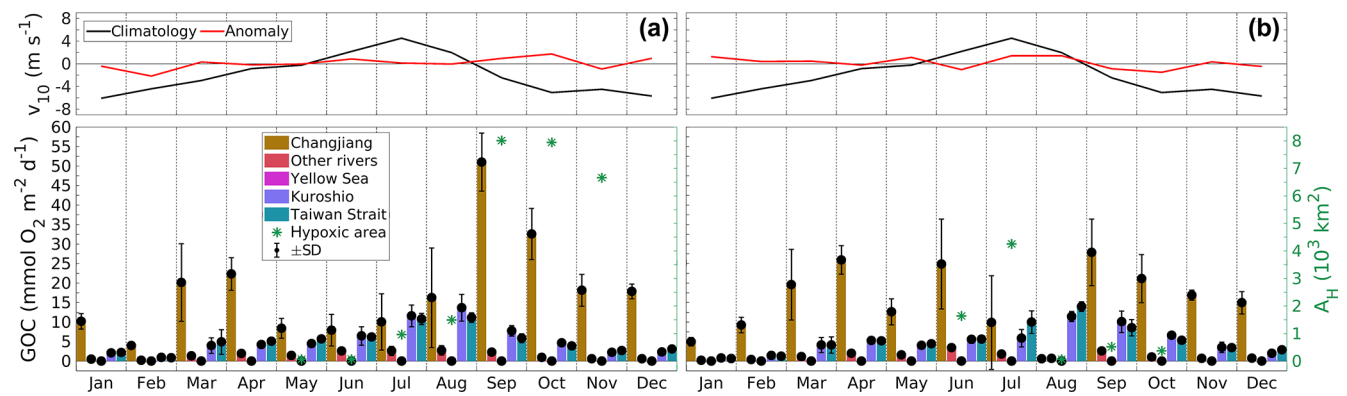 8
4
0
-4
-8
v10 (m s-1)
Climatology Anomaly
(a)
(b)
60
55
50
45
40
35
30
25
20
15
10
5
0
GOC (mmol O2 m-2 d-1)
Changjiang
Other rivers
Yellow Sea
Kuroshio
Taiwan Strait
Hypoxic area
±SD
8
7
6
5
4
3
2
1
0
AH (103 km2)
Jan Feb Mar Apr May Jun Jul Aug Sep Oct Nov Dec
Jan Feb Mar Apr May Jun Jul Aug Sep Oct Nov Dec